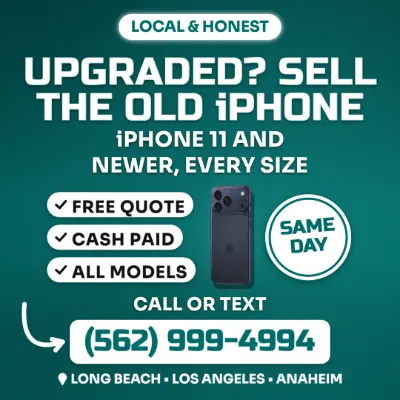 LOCAL & HONEST
UPGRADED? SELL
THE OLD iPHONE
iPHONE 11 AND
NEWER, EVERY SIZE
FREE QUOTE
CASH PAID
ALL MODELS
SAME
DAY
CALL OR TEXT
(562) 999-4994
LONG BEACH • LOS ANGELES • ANAHEIM